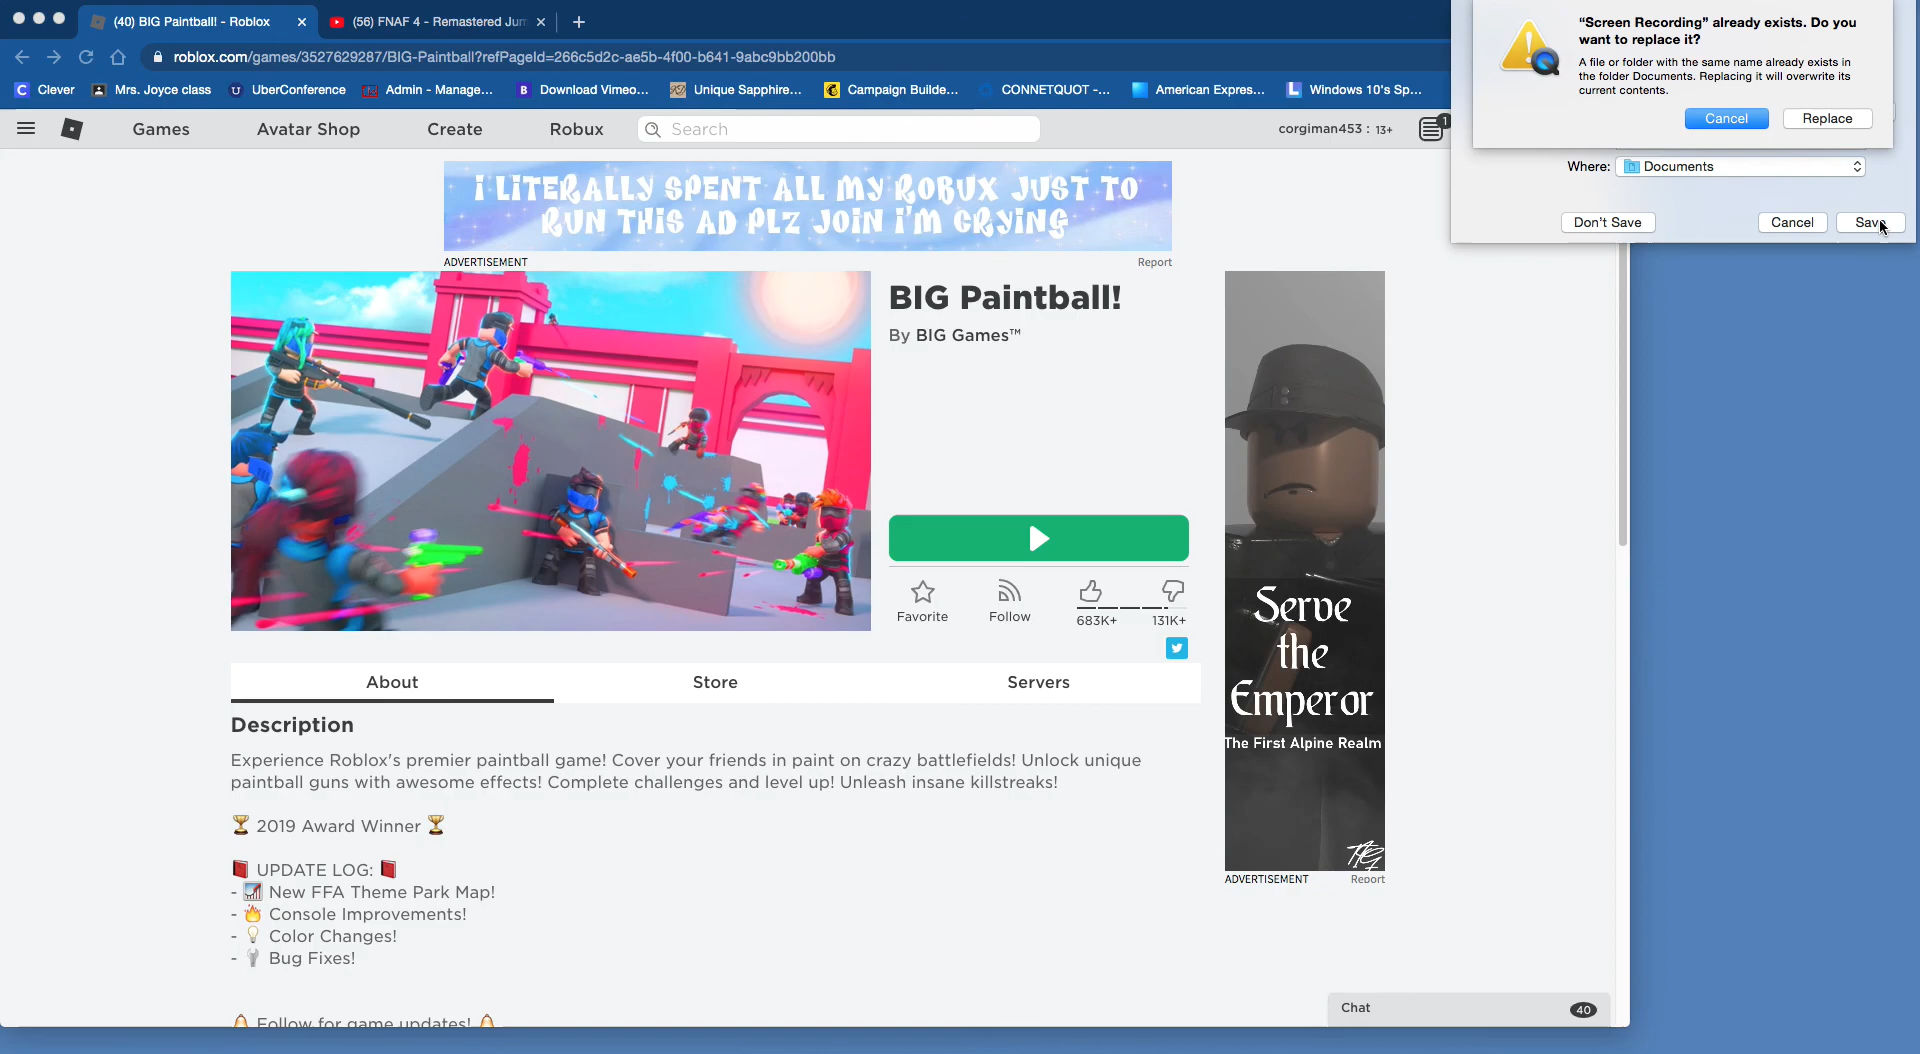 (40) BIG Paintball! - Roblox
(56) FNAF 4 - Remastered Jum
roblox.com/games/3527629287/BIG-Paintball?refPageId=266c5d2c-ae5b-4f00-b641-9abc9bb200bb
Clever
Mrs. Joyce class
UberConference
Admin - Manage...
Download Vimeo...
Unique Sapphire...
Campaign Builde...
CONNETQUOT -...
American Expres...
Windows 10's Sp...
Games
Avatar Shop
Create
Robux
Search
corgiman453 : 13+
1
“Screen Recording” already exists. Do you
want to replace it?
A file or folder with the same name already exists in
the folder Documents. Replacing it will overwrite its
current contents.
Cancel
Replace
Where: Documents
Don't Save
Cancel
Save
I LITERALLY SPENT ALL MY ROBUX JUST TO
RUN THIS AD PLZ JOIN I'M CRYING
ADVERTISEMENT
Report
BIG Paintball!
By BIG Games™
Favorite
Follow
683K+
131K+
About
Store
Servers
Description
Experience Roblox's premier paintball game! Cover your friends in paint on crazy battlefields! Unlock unique
paintball guns with awesome effects! Complete challenges and level up! Unleash insane killstreaks!
🏆 2019 Award Winner 🏆
📕 UPDATE LOG: 📕
- 🎢 New FFA Theme Park Map!
- 🔥 Console Improvements!
- 💡 Color Changes!
- 🔧 Bug Fixes!
🔔 Follow for game updates! 🔔
Serve
the
Emperor
The First Alpine Realm
ADVERTISEMENT
Report
Chat
40